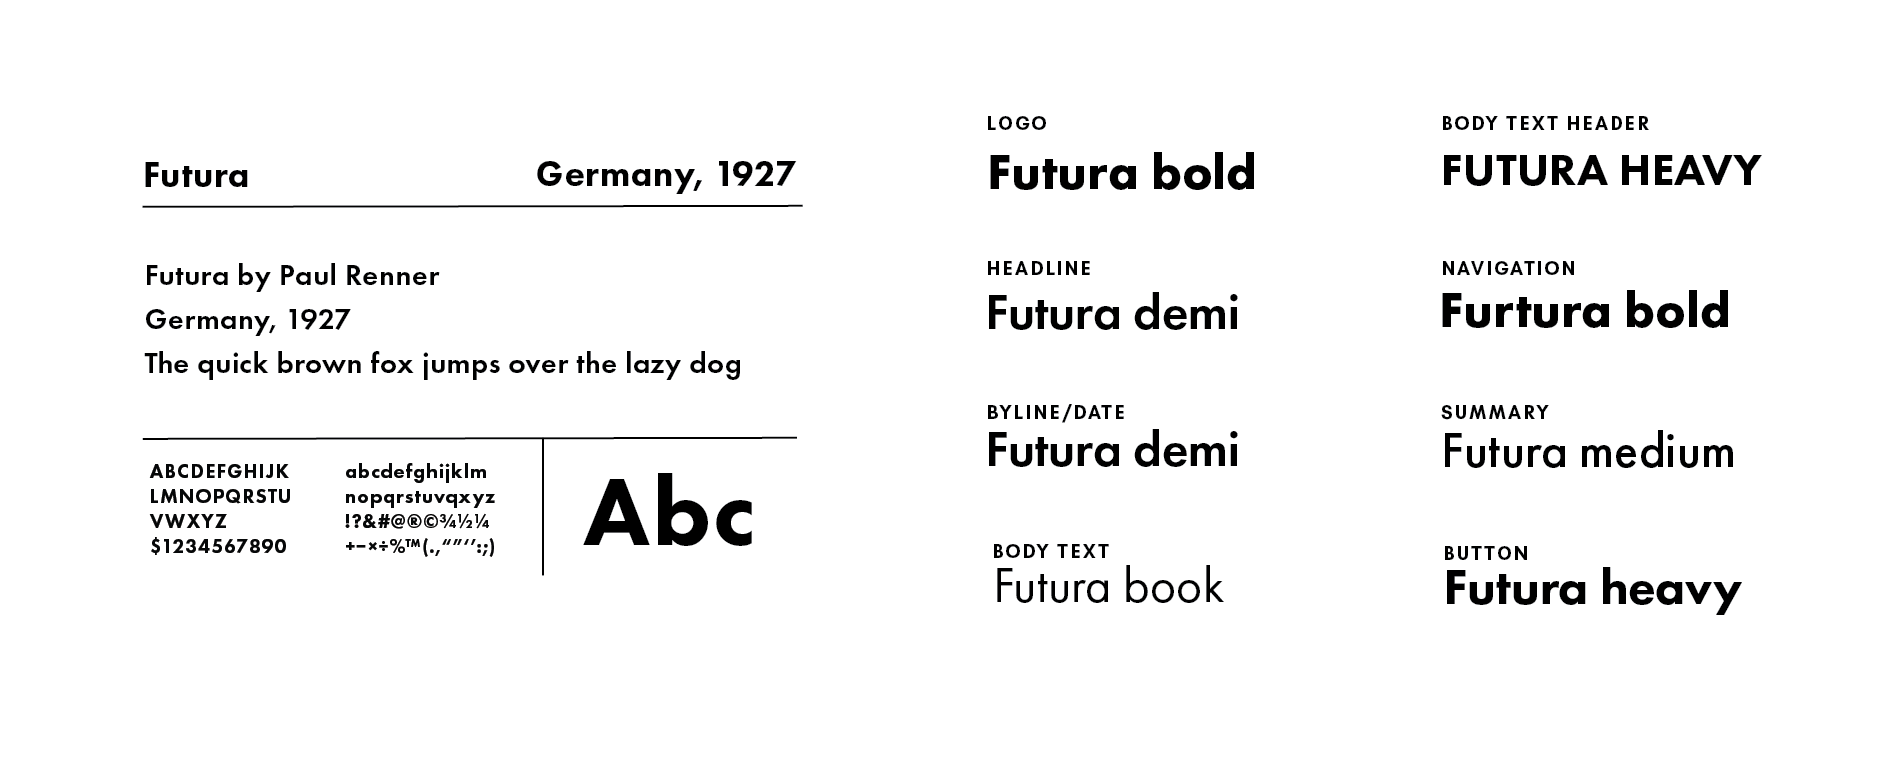 Futura
Germany, 1927
Futura by Paul Renner
Germany, 1927
The quick brown fox jumps over the lazy dog
ABCDEFGHIJK
LMNOPQRSTU
VWXYZ
$1234567890
abcdefghijklm
nopqrstuvqxyz
!?&#@®©¾½¼
+−×÷%™(.,“”‘’:;)
Abc
LOGO
Futura bold
HEADLINE
Futura demi
BYLINE/DATE
Futura demi
BODY TEXT
Futura book
BODY TEXT HEADER
FUTURA HEAVY
NAVIGATION
Furtura bold
SUMMARY
Futura medium
BUTTON
Futura heavy